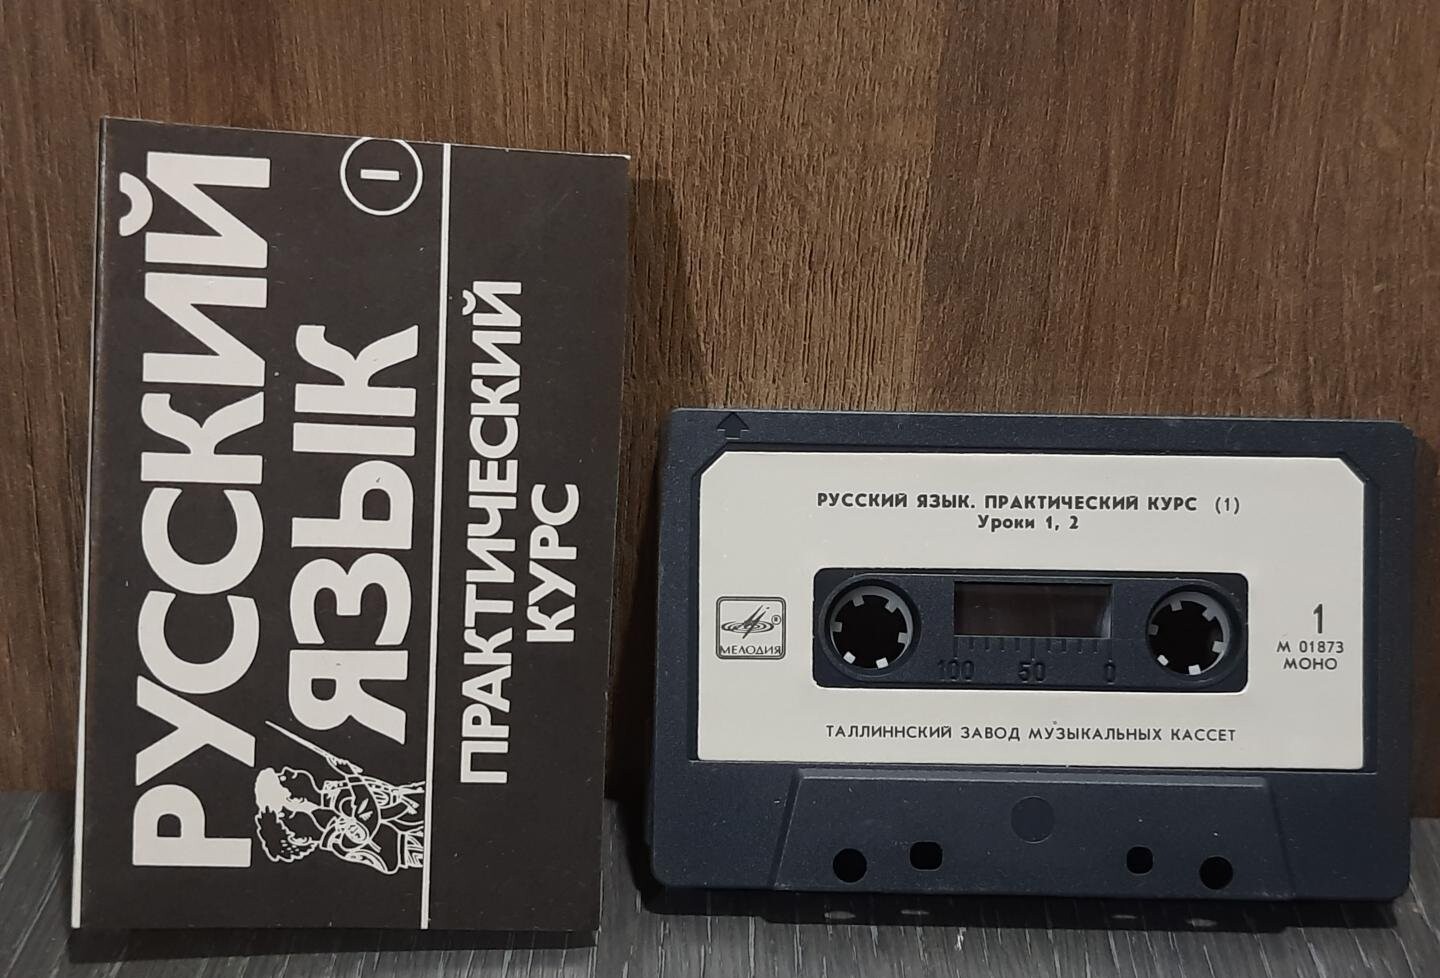 РУССКИЙ
ЯЗЫК
1
ПРАКТИЧЕСКИЙ
КУРС
РУССКИЙ ЯЗЫК. ПРАКТИЧЕСКИЙ КУРС (1)
Уроки 1, 2
МЕЛОДИЯ
®
100 50 0
1
М 01873
МОНО
ТАЛЛИННСКИЙ ЗАВОД МУЗЫКАЛЬНЫХ КАССЕТ